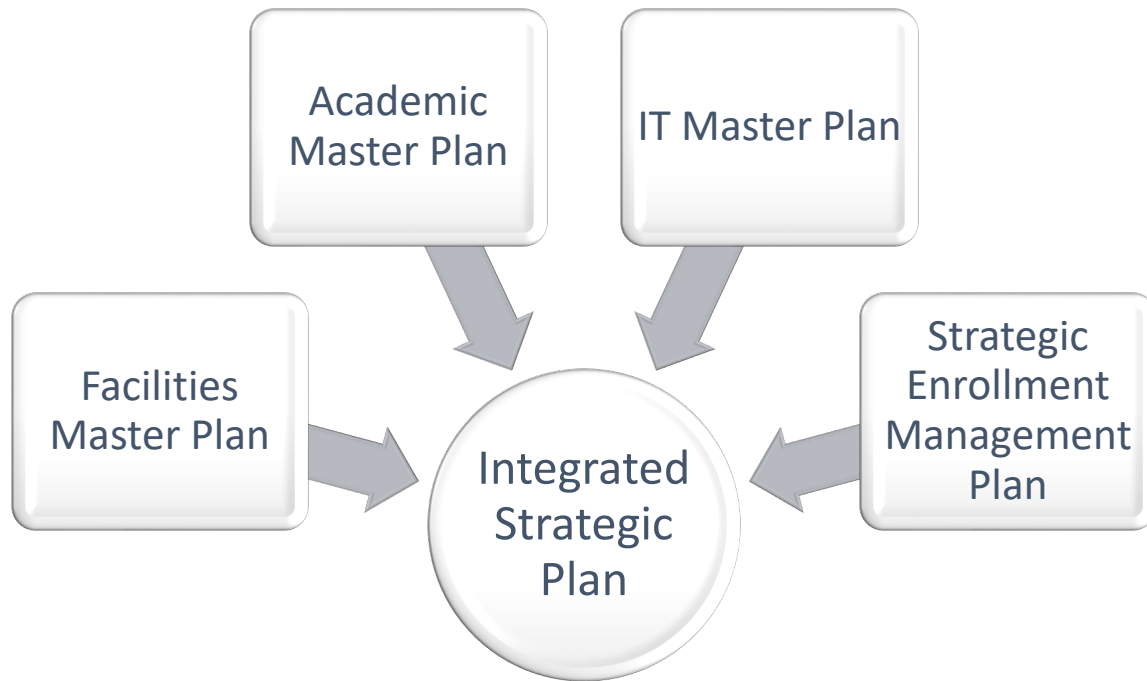 Academic
Master Plan
IT Master Plan
Facilities
Master Plan
Strategic
Enrollment
Management
Plan
Integrated
Strategic
Plan